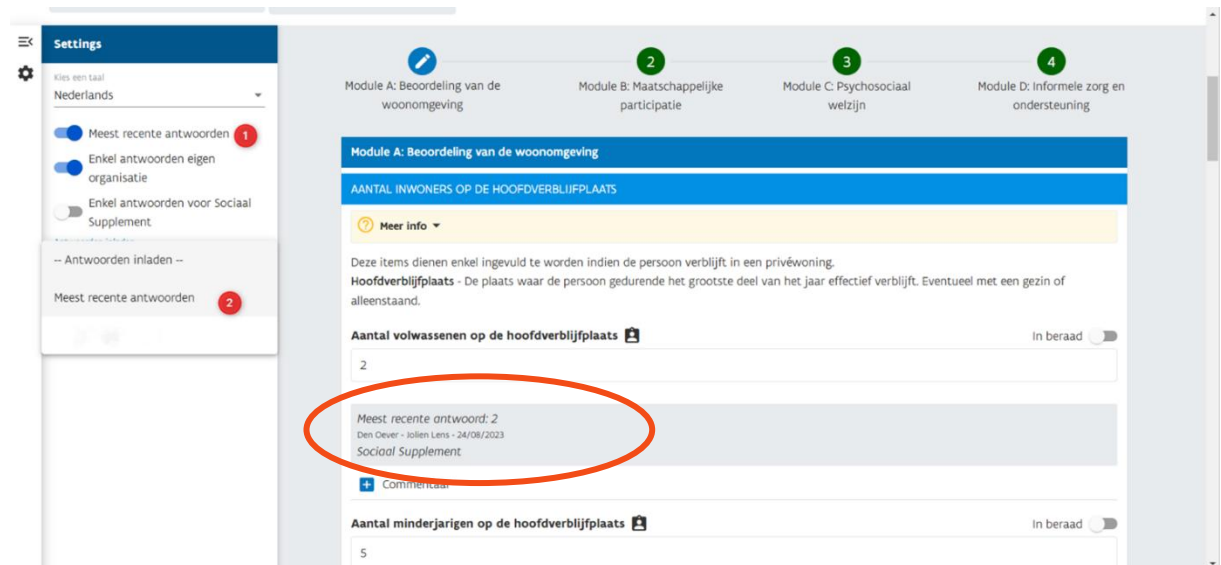 Settings
Kies een taal
Nederlands
Meest recente antwoorden 1
Enkel antwoorden eigen
organisatie
Enkel antwoorden voor Sociaal
Supplement
-- Antwoorden inladen --
Meest recente antwoorden 2
Module A: Beoordeling van de
woonomgeving
2
Module B: Maatschappelijke
participatie
3
Module C: Psychosociaal
welzijn
4
Module D: Informele zorg en
ondersteuning
Module A: Beoordeling van de woonomgeving
AANTAL INWONERS OP DE HOOFDVERBLIJFPLAATS
Meer info
Deze items dienen enkel ingevuld te worden indien de persoon verblijft in een privéwoning.
Hoofdverblijfplaats - De plaats waar de persoon gedurende het grootste deel van het jaar effectief verblijft. Eventueel met een gezin of
alleenstaand.
Aantal volwassenen op de hoofdverblijfplaats In beraad
2
Meest recente antwoord: 2
Den Oever - Jolien Lens - 24/08/2023
Sociaal Supplement
Commentaar
Aantal minderjarigen op de hoofdverblijfplaats In beraad
5